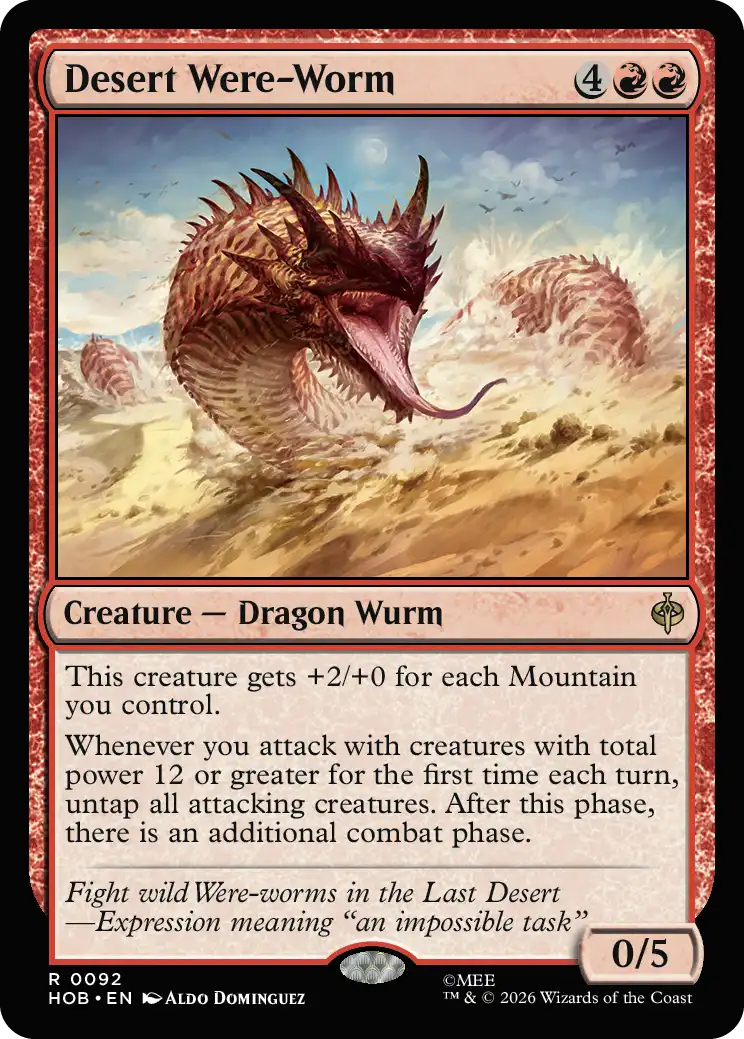 Desert Were-Worm 4
Creature — Dragon Wurm
This creature gets +2/+0 for each Mountain
you control.
Whenever you attack with creatures with total
power 12 or greater for the first time each turn,
untap all attacking creatures. After this phase,
there is an additional combat phase.
Fight wild Were-worms in the Last Desert
—Expression meaning “an impossible task”
0/5
R 0092
HOB • EN Aldo Dominguez
©MEE
™ & © 2026 Wizards of the Coast